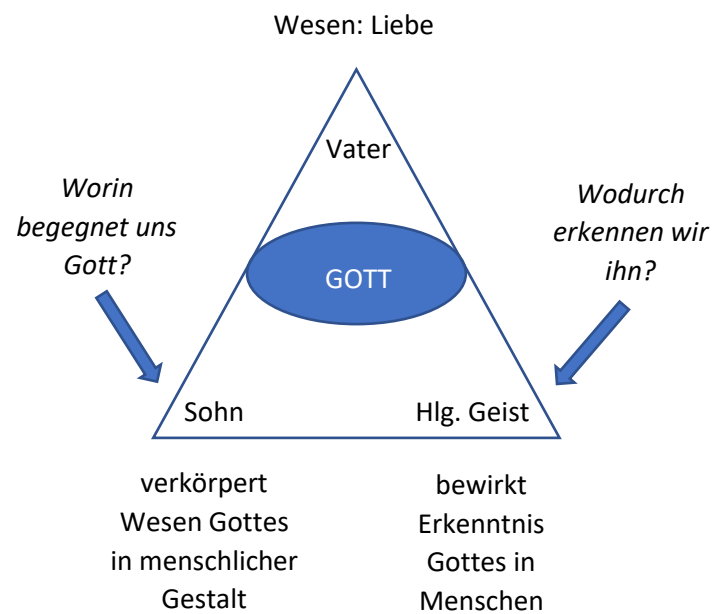 Wesen: Liebe
Vater
Worin
begegnet uns
Gott?
Wodurch
erkennen wir
ihn?
GOTT
Sohn
Hlg. Geist
verkörpert
Wesen Gottes
in menschlicher
Gestalt
bewirkt
Erkenntnis
Gottes in
Menschen